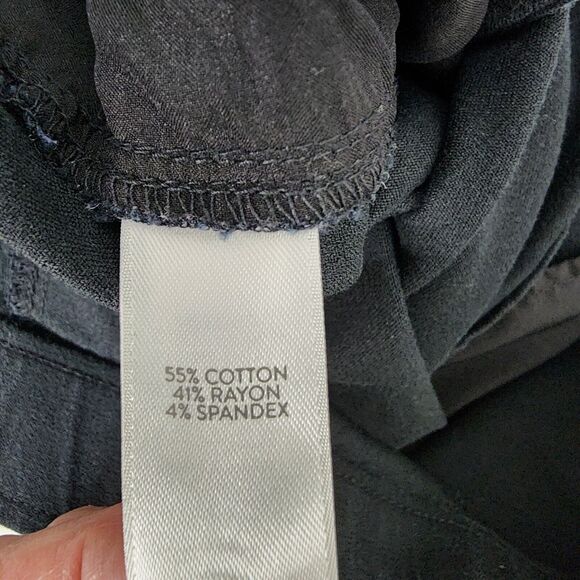 55% COTTON
41% RAYON
4% SPANDEX